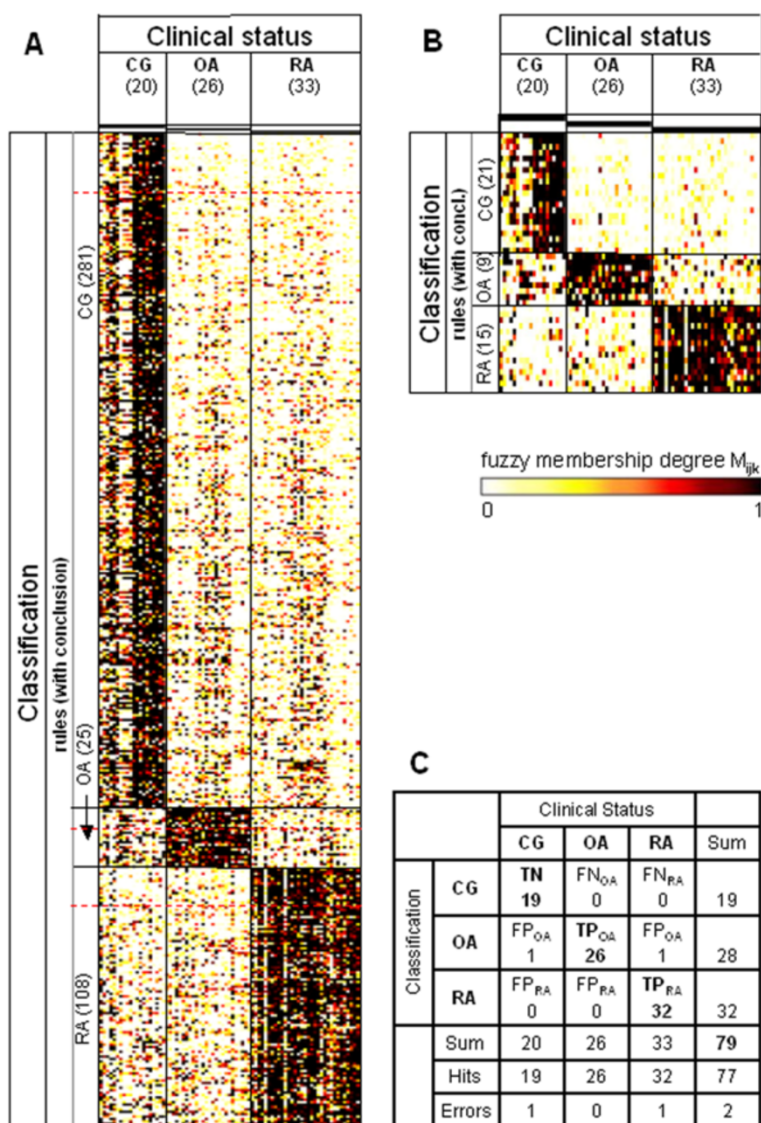 A
Clinical status
CG OA RA
(20) (26) (33)
Classification
rules (with conclusion)
CG (281)
OA (25)
RA (108)
B
Clinical status
CG OA RA
(20) (26) (33)
Classification
rules (with concl.)
CG (21)
OA (9)
RA (15)
fuzzy membership degree Mijk
0 1
C
Clinical Status
CG OA RA Sum
Classification
CG TN 19 FNOA 0 FNRA 0 19
OA FPOA 1 TPOA 26 FPOA 1 28
RA FPRA 0 FPRA 0 TPRA 32 32
Sum 20 26 33 79
Hits 19 26 32 77
Errors 1 0 1 2